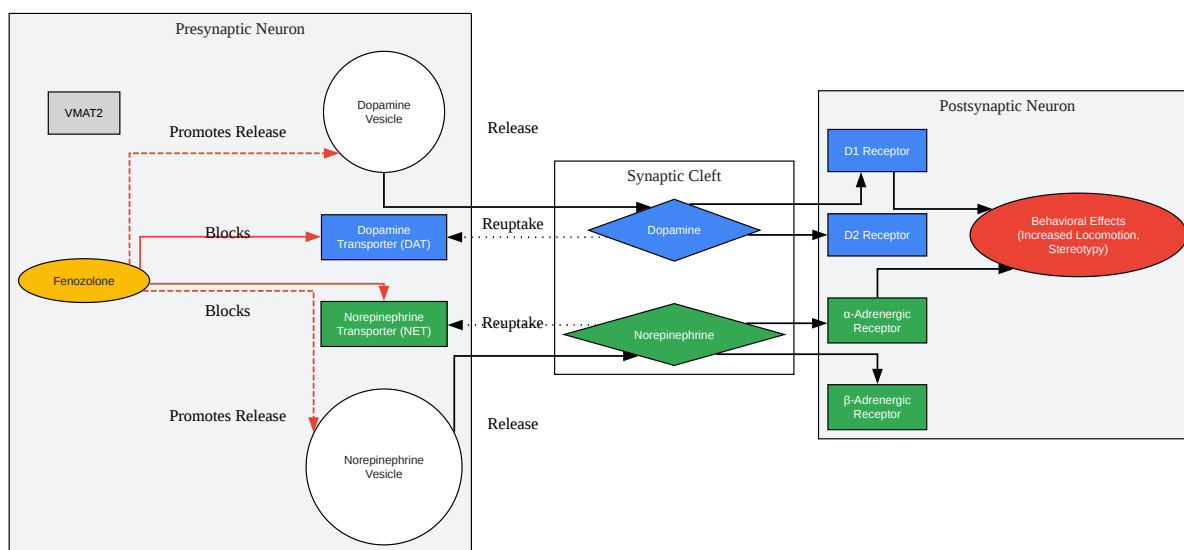 Presynaptic Neuron
Dopamine
Vesicle
VMAT2
Promotes Release
Release
Postsynaptic Neuron
D1 Receptor
Synaptic Cleft
Dopamine
Transporter (DAT)
Blocks
Reuptake
Dopamine
D2 Receptor
Behavioral Effects
(Increased Locomotion,
Stereotypy)
Fenozolone
Blocks
Norepinephrine
Transporter (NET)
Reuptake
Norepinephrine
α-Adrenergic
Receptor
β-Adrenergic
Receptor
Promotes Release
Release
Norepinephrine
Vesicle